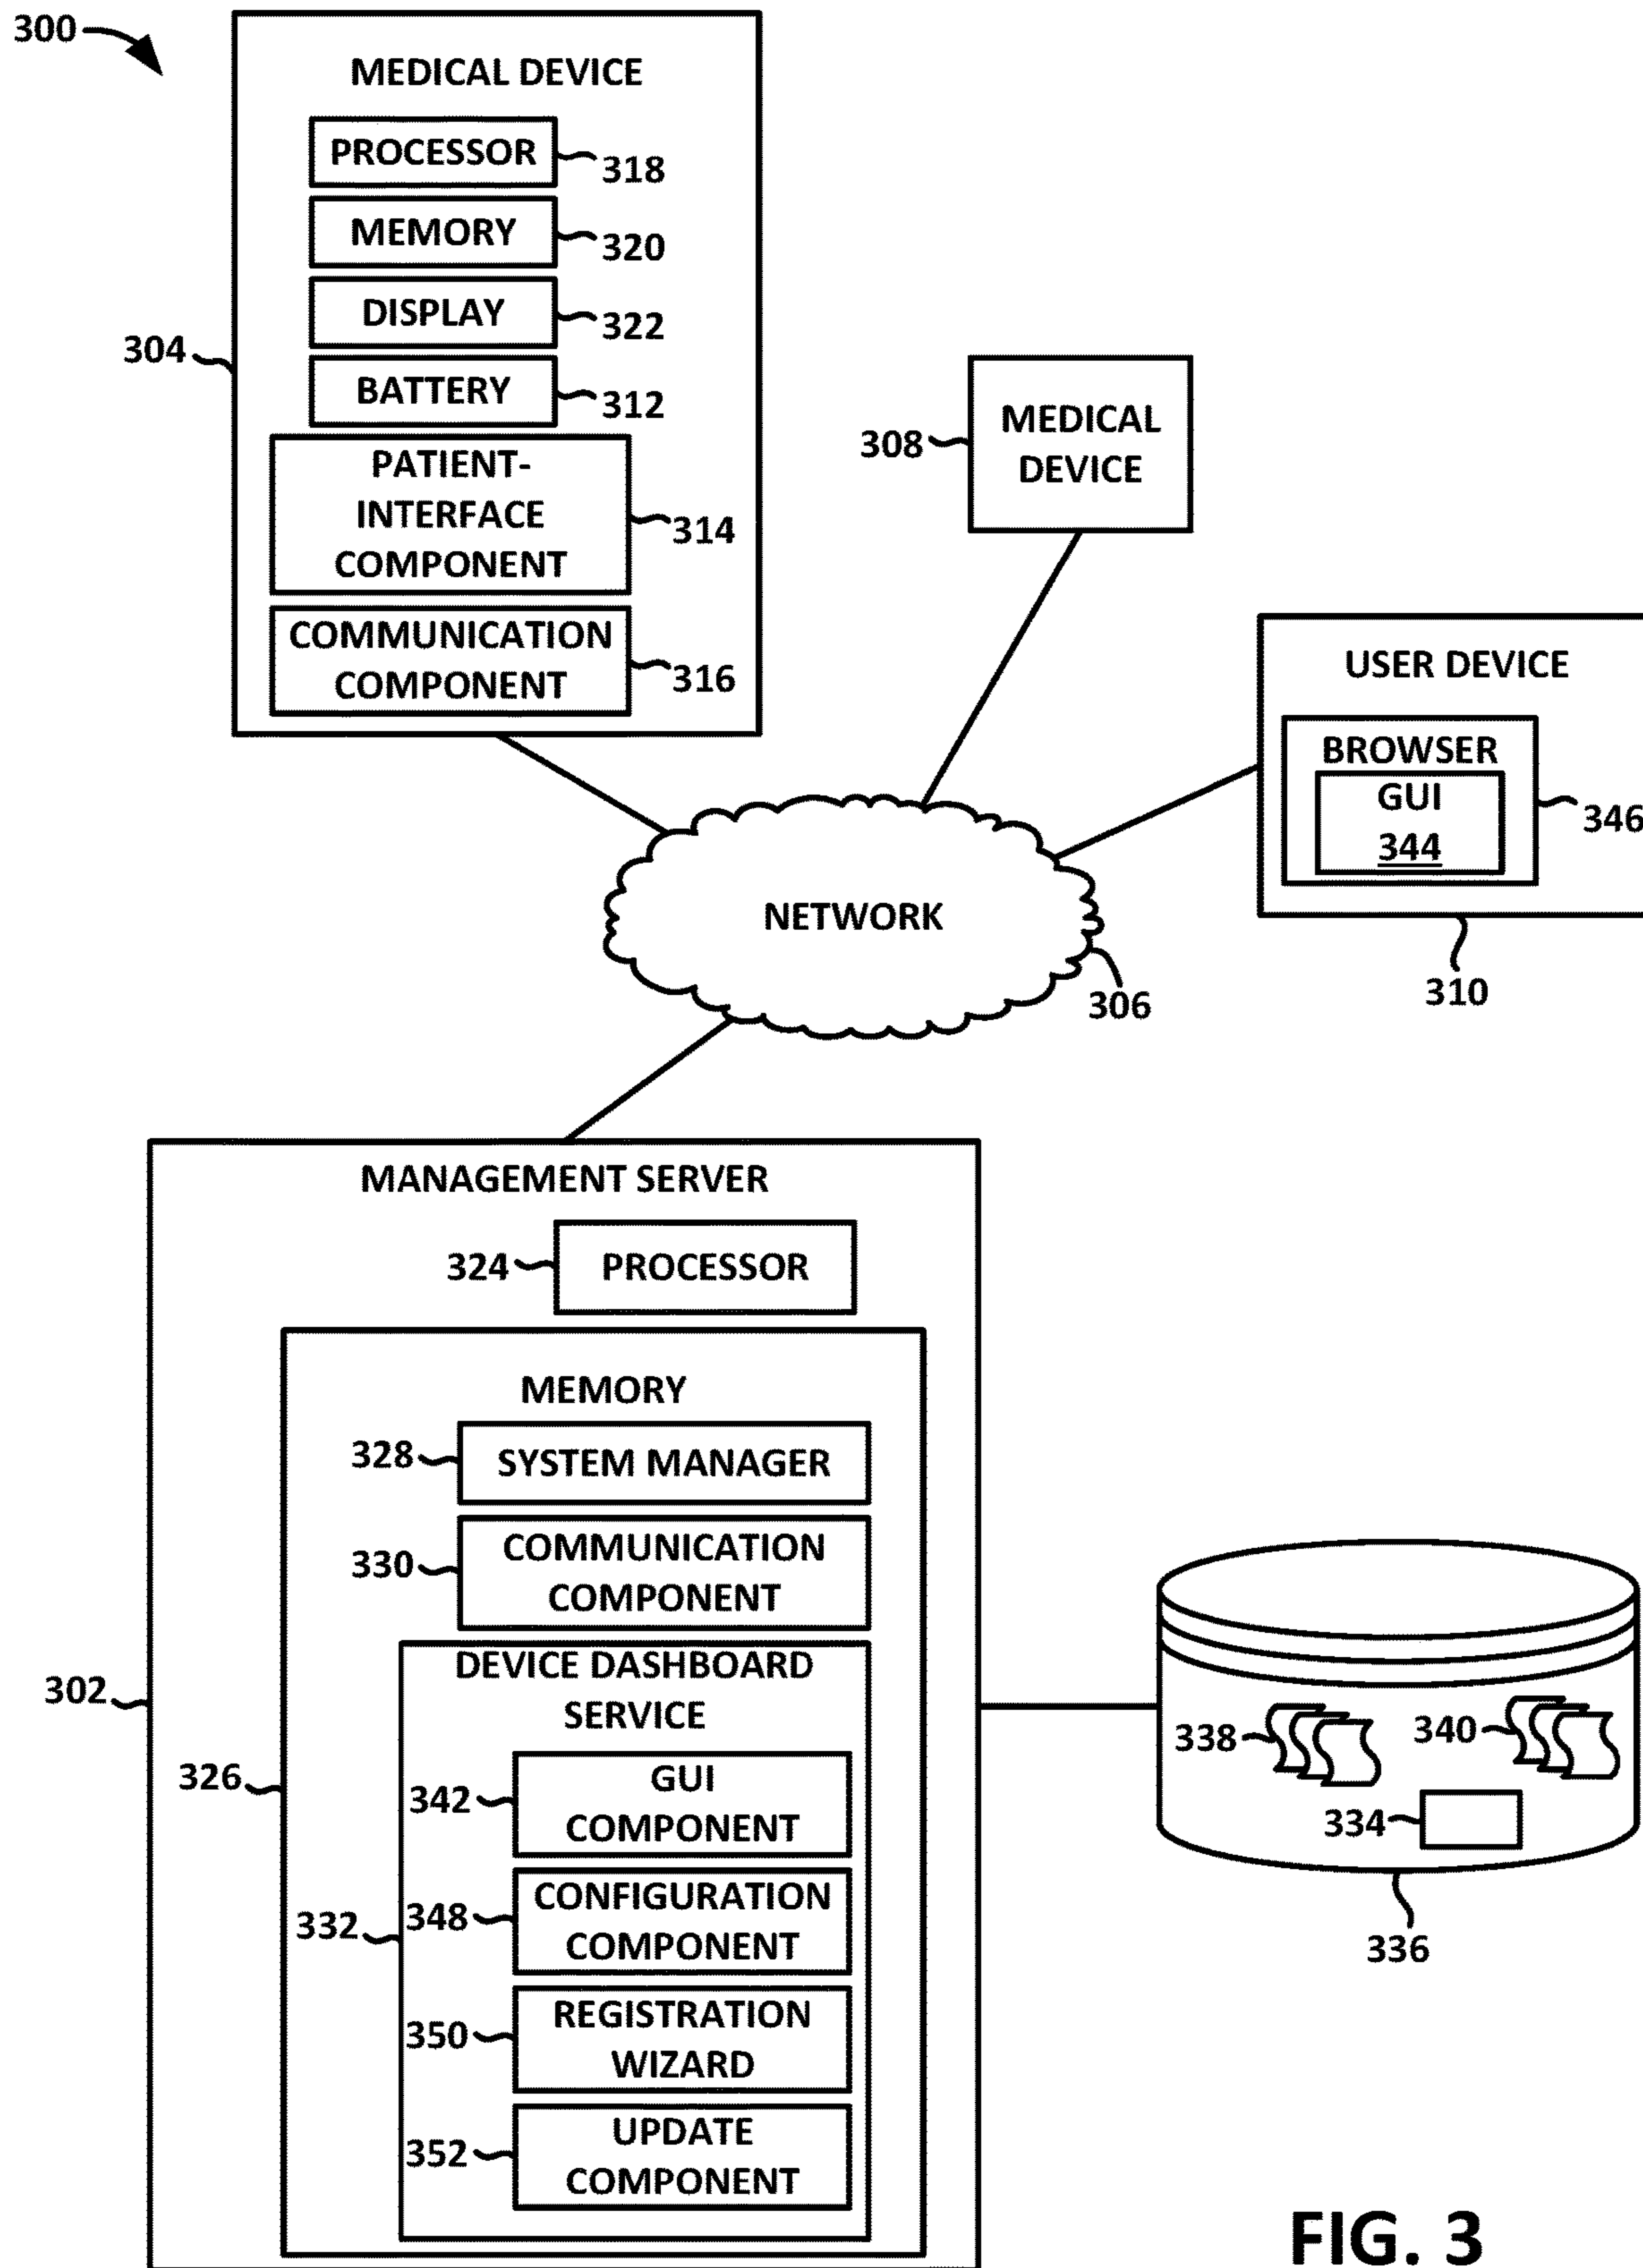 300
MEDICAL DEVICE
PROCESSOR
318
MEMORY
320
DISPLAY
322
304
BATTERY
312
PATIENT-
INTERFACE
COMPONENT
314
COMMUNICATION
COMPONENT
316
308
MEDICAL
DEVICE
USER DEVICE
BROWSER
GUI
344
346
310
NETWORK
306
MANAGEMENT SERVER
324
PROCESSOR
MEMORY
328
SYSTEM MANAGER
330
COMMUNICATION
COMPONENT
302
326
332
DEVICE DASHBOARD
SERVICE
342
GUI
COMPONENT
348
CONFIGURATION
COMPONENT
350
REGISTRATION
WIZARD
352
UPDATE
COMPONENT
338
340
334
336
FIG. 3